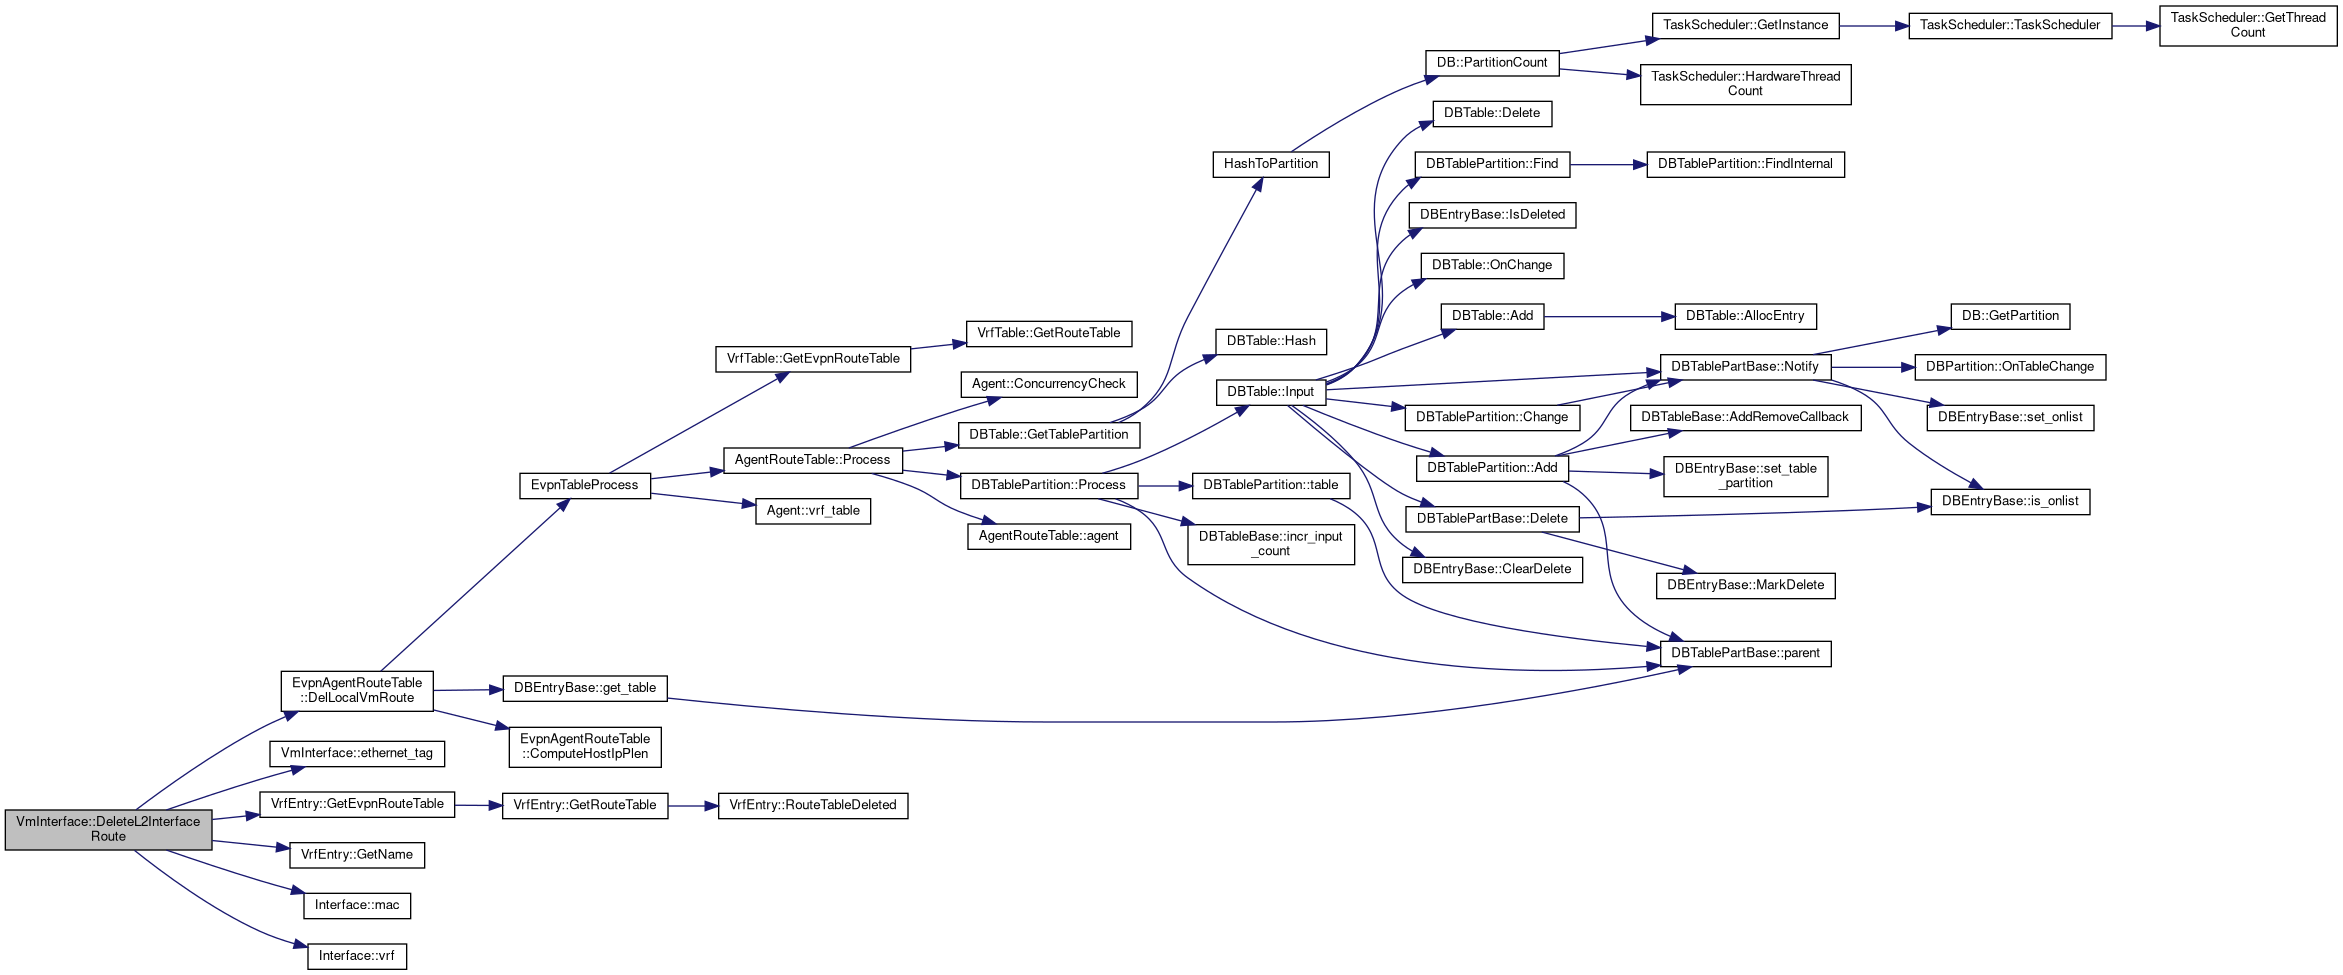 VmInterface::DeleteL2Interface
Route
EvpnAgentRouteTable
::DelLocalVmRoute
VmInterface::ethernet_tag
VrfEntry::GetEvpnRouteTable
VrfEntry::GetName
Interface::mac
Interface::vrf
EvpnTableProcess
DBEntryBase::get_table
EvpnAgentRouteTable
::ComputeHostIpPlen
VrfEntry::GetRouteTable
VrfTable::GetEvpnRouteTable
AgentRouteTable::Process
Agent::vrf_table
VrfEntry::RouteTableDeleted
VrfTable::GetRouteTable
Agent::ConcurrencyCheck
DBTable::GetTablePartition
DBTablePartition::Process
AgentRouteTable::agent
HashToPartition
DBTable::Hash
DBTable::Input
DBTablePartition::table
DBTableBase::incr_input
_count
DB::PartitionCount
DBTable::Delete
DBTablePartition::Find
DBEntryBase::IsDeleted
DBTable::OnChange
DBTable::Add
DBTablePartition::Change
DBTablePartition::Add
DBTablePartBase::Delete
DBEntryBase::ClearDelete
TaskScheduler::GetInstance
TaskScheduler::HardwareThread
Count
DBTablePartition::FindInternal
DBTable::AllocEntry
DBTablePartBase::Notify
DBTableBase::AddRemoveCallback
DBEntryBase::set_table
_partition
DBEntryBase::MarkDelete
DBTablePartBase::parent
TaskScheduler::TaskScheduler
DB::GetPartition
DBPartition::OnTableChange
DBEntryBase::set_onlist
DBEntryBase::is_onlist
TaskScheduler::GetThread
Count